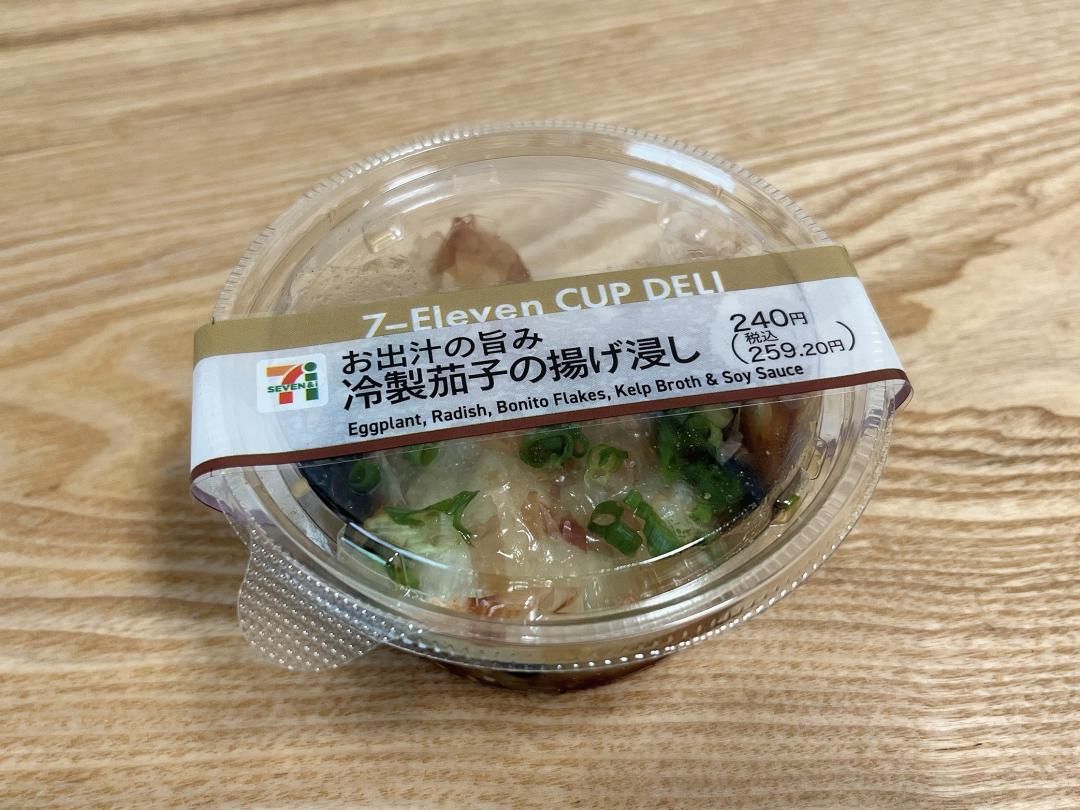 7-Eleven CUP DELI
お出汁の旨み
冷製茄子の揚げ浸し
Eggplant, Radish, Bonito Flakes, Kelp Broth & Soy Sauce
240円
(税込 259.20円)
SEVEN&i